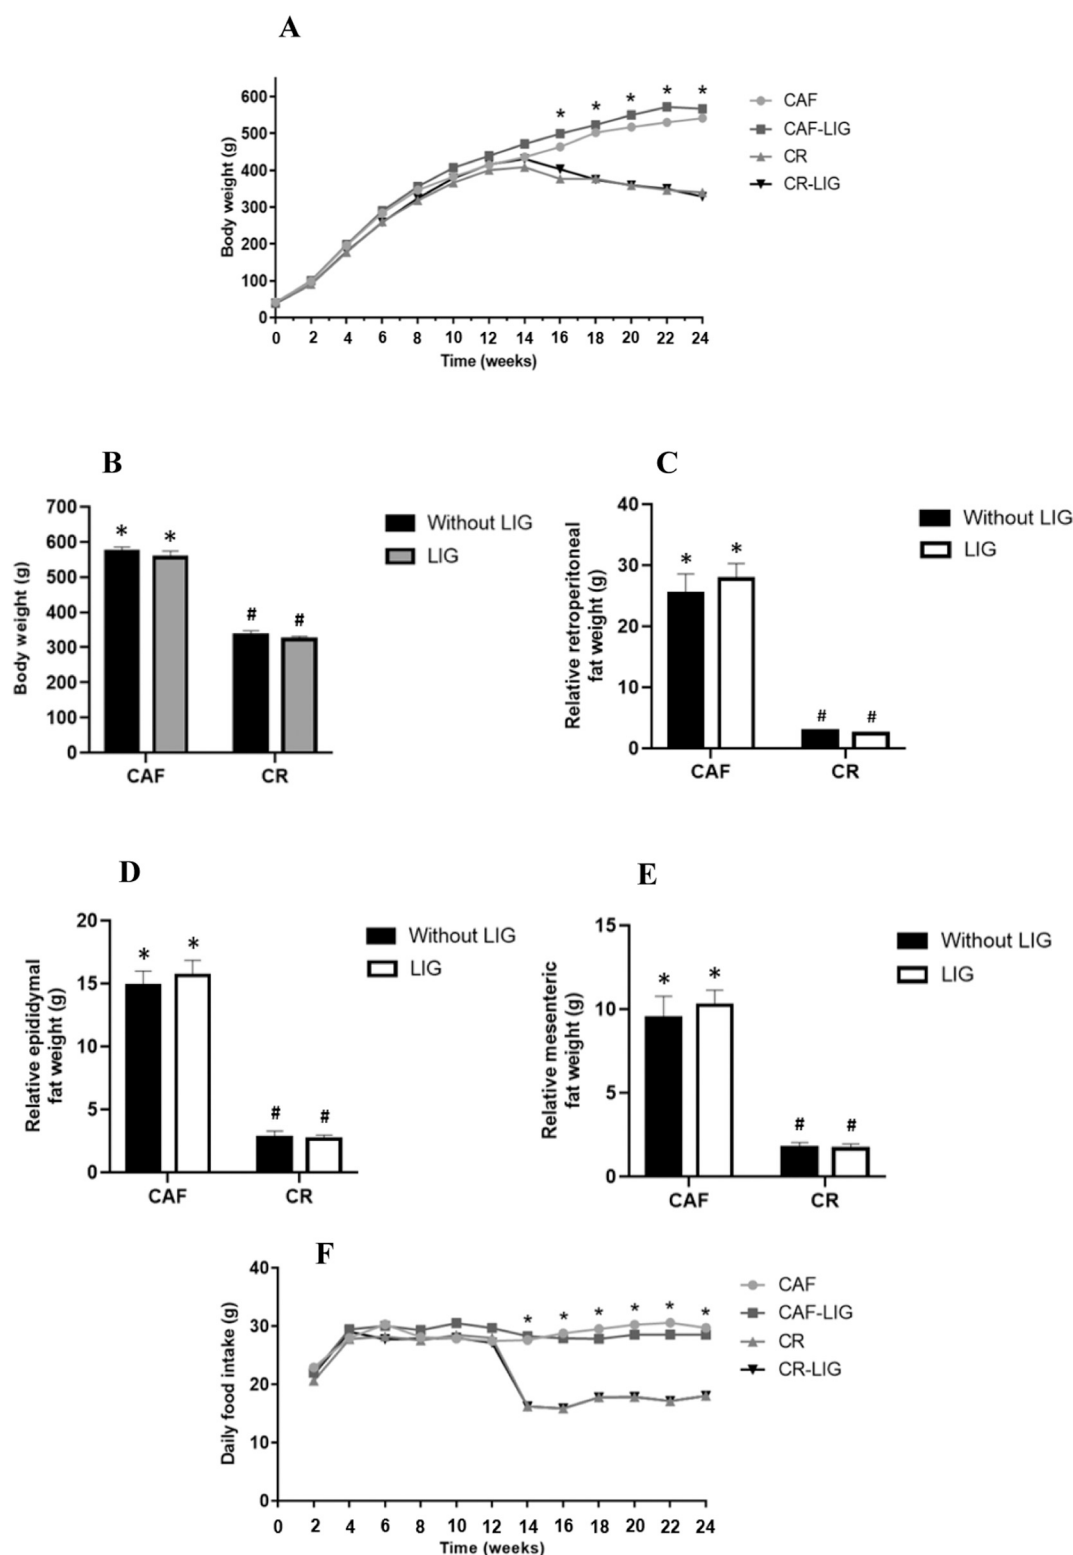 A
Body weight (g)
600
500
400
300
200
100
0
* * * * *
0 2 4 6 8 10 12 14 16 18 20 22 24
Time (weeks)
CAF
CAF-LIG
CR
CR-LIG
B
Body weight (g)
700
600
500
400
300
200
100
0
* *
# #
CAF CR
Without LIG
LIG
C
Relative retroperitoneal
fat weight (g)
40
30
20
10
0
* *
# #
CAF CR
Without LIG
LIG
D
Relative epididymal
fat weight (g)
20
15
10
5
0
* *
# #
CAF CR
Without LIG
LIG
E
Relative mesenteric
fat weight (g)
15
10
5
0
* *
# #
CAF CR
Without LIG
LIG
F
Daily food intake (g)
40
30
20
10
0
* * * * * *
0 2 4 6 8 10 12 14 16 18 20 22 24
Time (weeks)
CAF
CAF-LIG
CR
CR-LIG